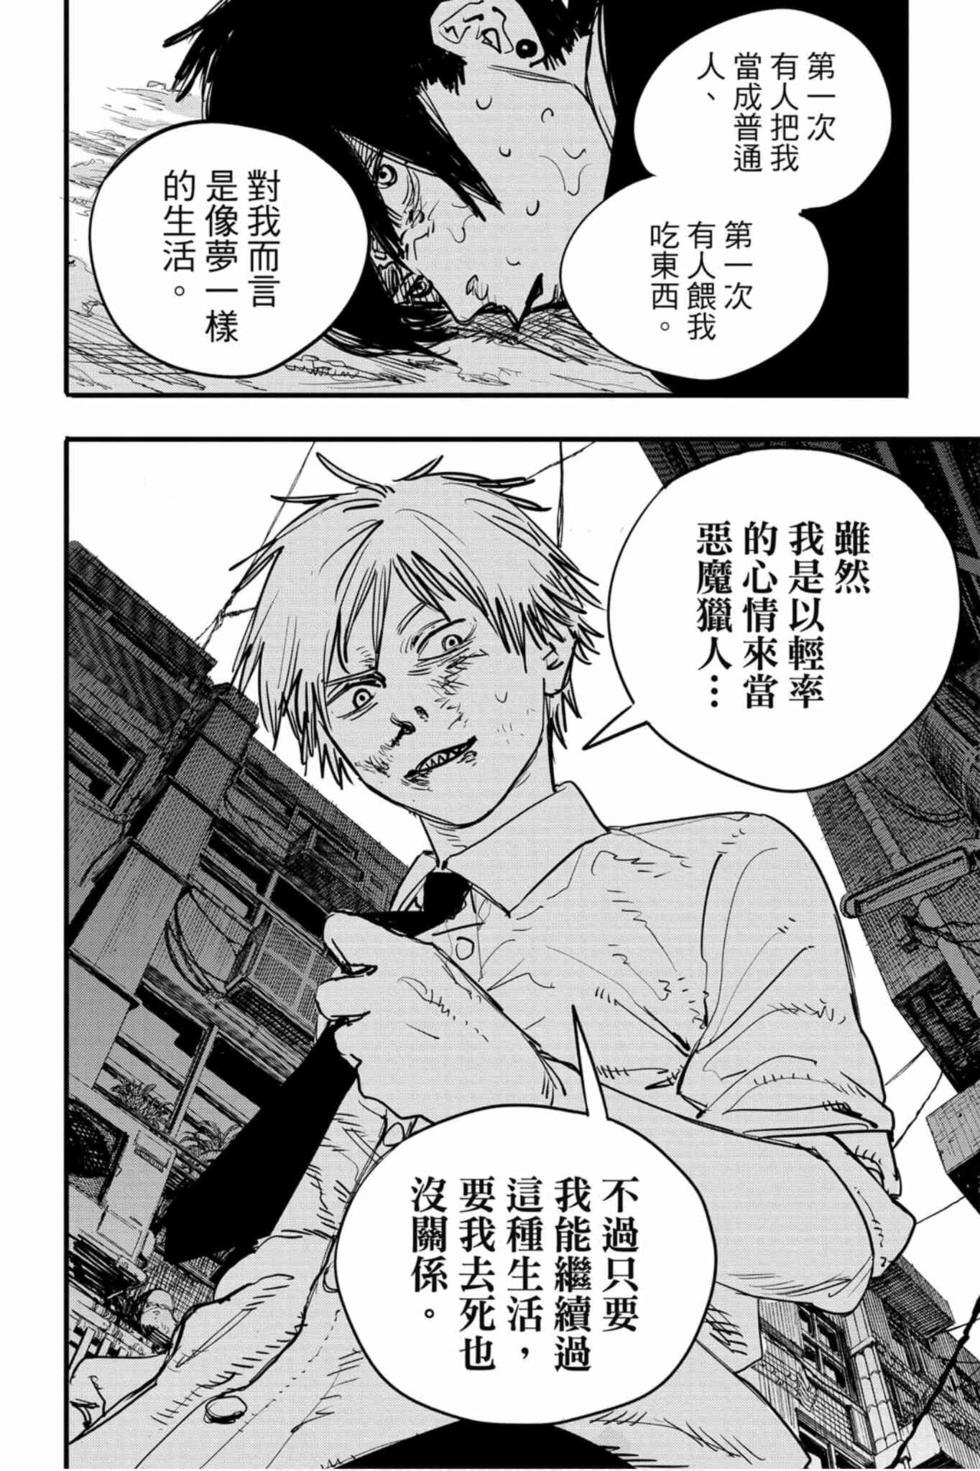 第一次
有人把我
當成普通
人、
第一次
有人餵我
吃東西。
對我而言
是像夢一樣
的生活。
雖然
我是以輕率
的心情來當
惡魔獵人…
不過只要
我能繼續過
這種生活，
要我去死也
沒關係。